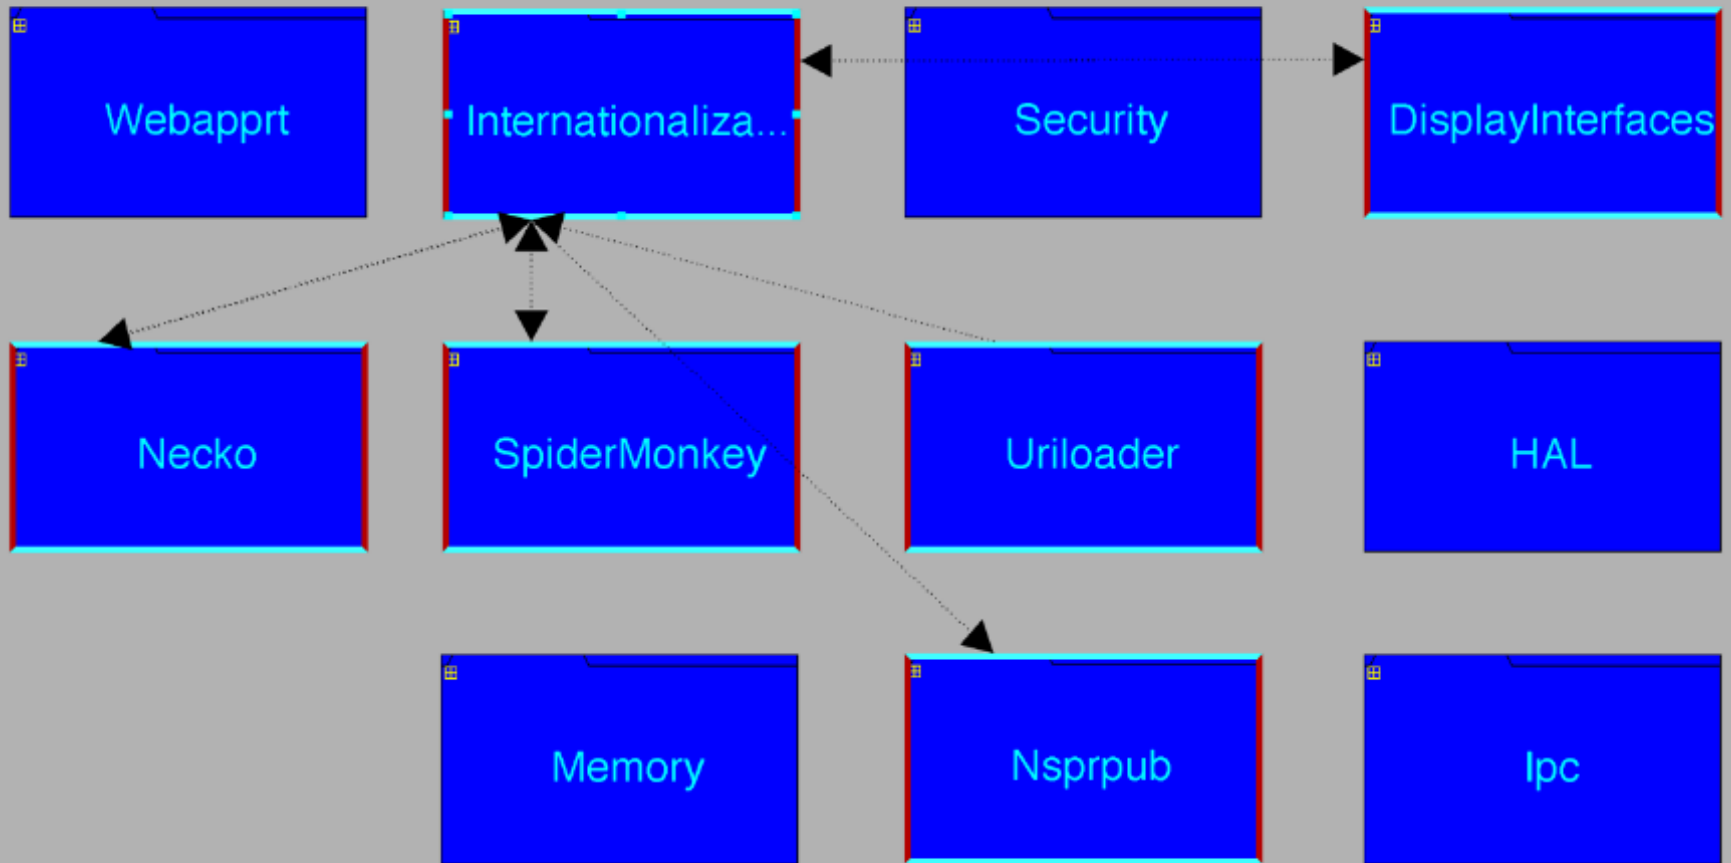 Webapprt
Internationaliza...
Security
DisplayInterfaces
Necko
SpiderMonkey
Uriloader
HAL
Memory
Nsprpub
Ipc